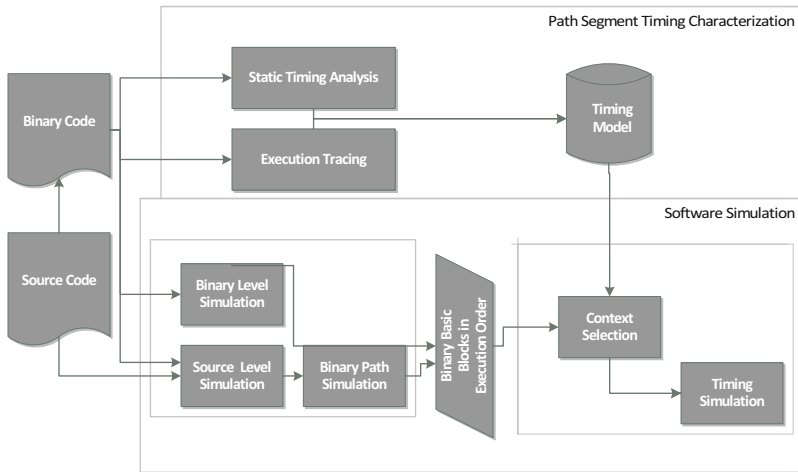 Path Segment Timing Characterization
Static Timing Analysis
Binary Code
Timing
Model
Execution Tracing
Software Simulation
Source Code
Binary Level
Simulation
Source Level
Simulation
Binary Path
Simulation
Binary Basic
Blocks in
Execution Order
Context
Selection
Timing
Simulation